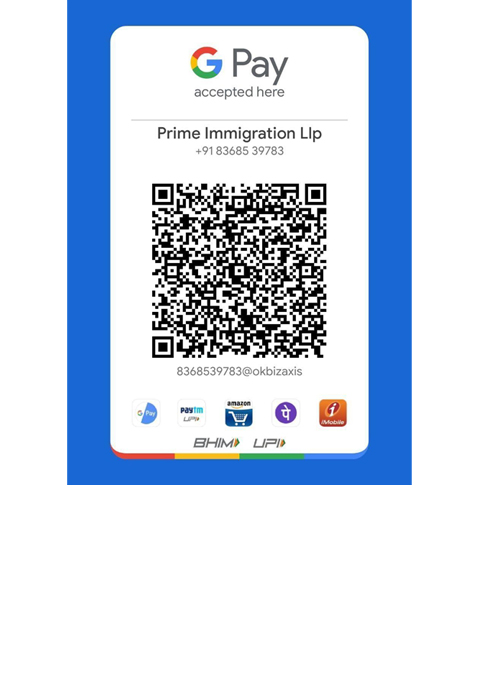 G Pay
accepted here
Prime Immigration Llp
+91 83685 39783
8368539783@okbizaxis
G Pay
paytm
UPI
amazon
पे
iMobile
BHIM UPI